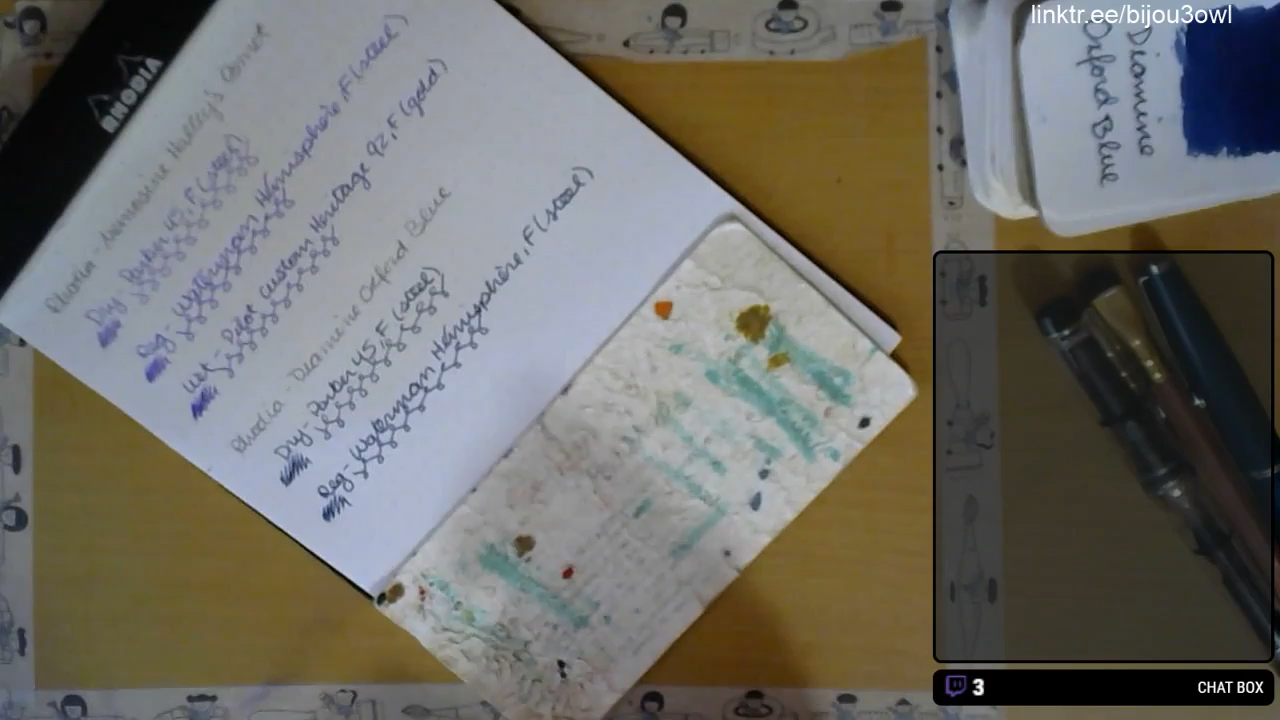 RHODIA
Rhodia - Diamine Halley's Comet
Dry - Parker 45, F (steel)
Reg - Waterman Hémisphère, F (steel)
Wet - Pilot Custom Heritage 92, F (gold)
Rhodia - Diamine Oxford Blue
Dry - Parker 45 F (steel)
Reg - Waterman Hémisphère, F (steel)
linktr.ee/bijou3owl
Diamine
Oxford Blue
3
CHAT BOX